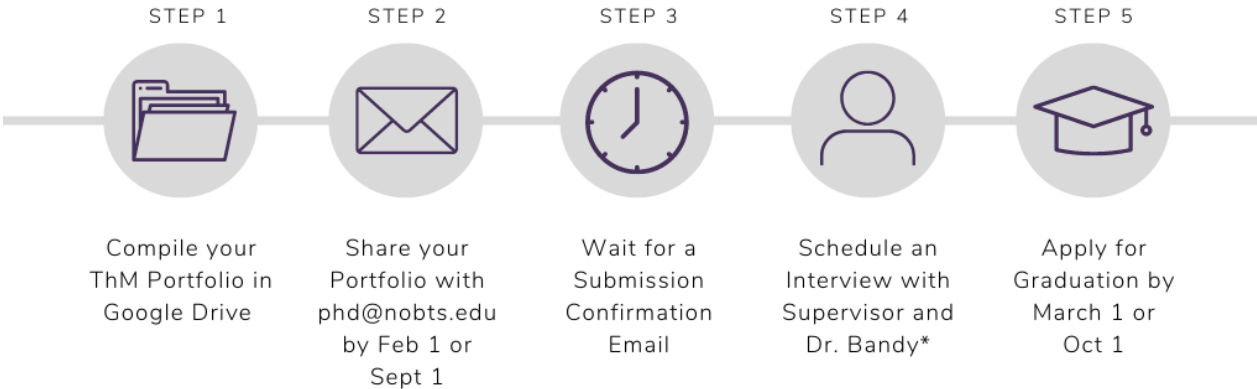 STEP 1
Compile your
ThM Portfolio in
Google Drive
STEP 2
Share your
Portfolio with
phd@nobts.edu
by Feb 1 or
Sept 1
STEP 3
Wait for a
Submission
Confirmation
Email
STEP 4
Schedule an
Interview with
Supervisor and
Dr. Bandy*
STEP 5
Apply for
Graduation by
March 1 or
Oct 1